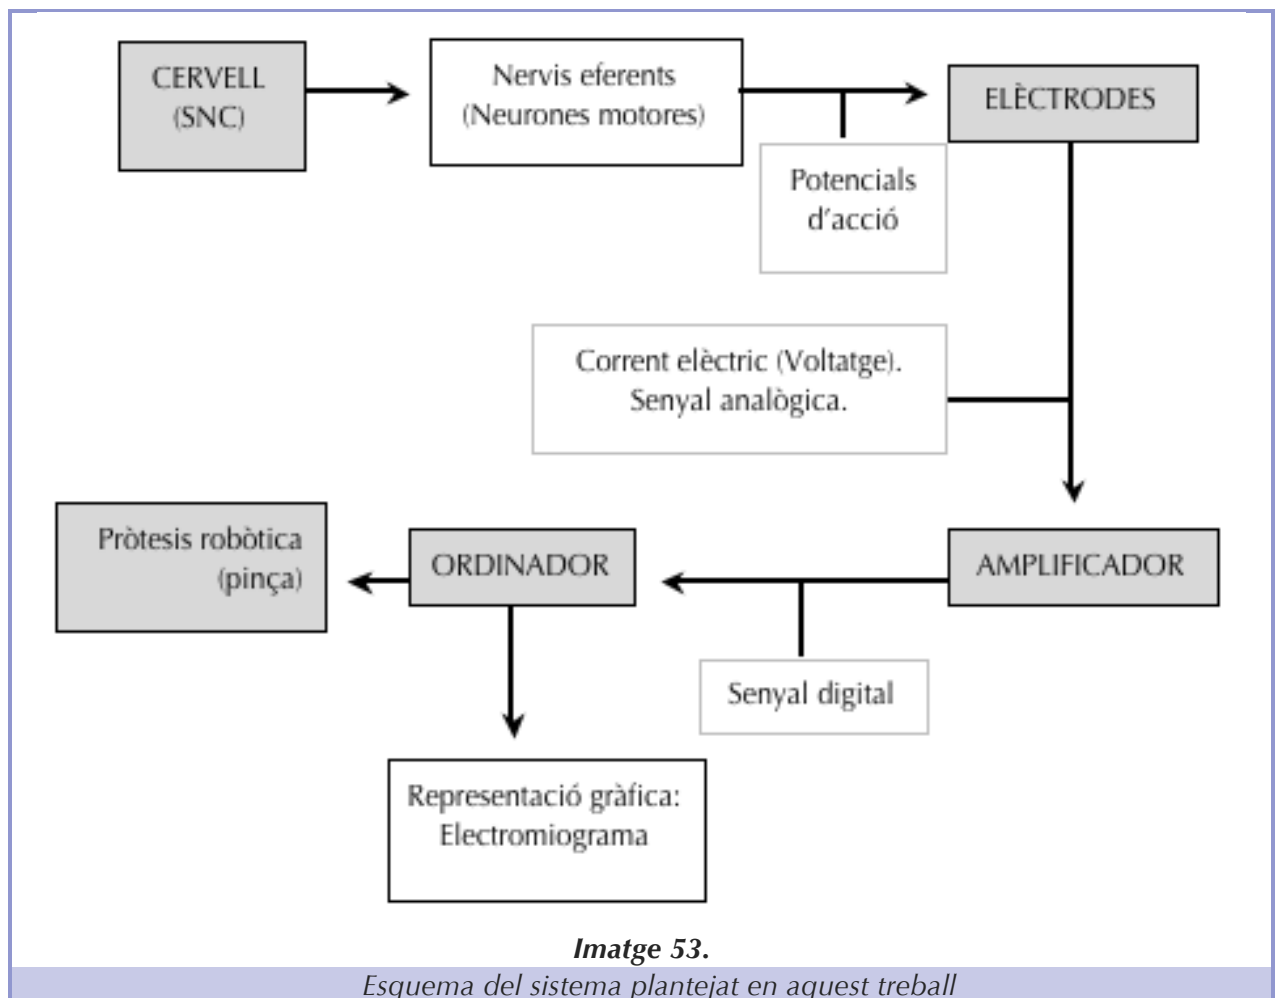 CERVELL
(SNC)
Nervis eferents
(Neurones motores)
ELÈCTRODES
Potencials
d'acció
Corrent elèctric (Voltatge).
Senyal analògica.
Pròtesis robòtica
(pinça)
ORDINADOR
AMPLIFICADOR
Senyal digital
Representació gràfica:
Electromiograma
Imatge 53.
Esquema del sistema plantejat en aquest treball